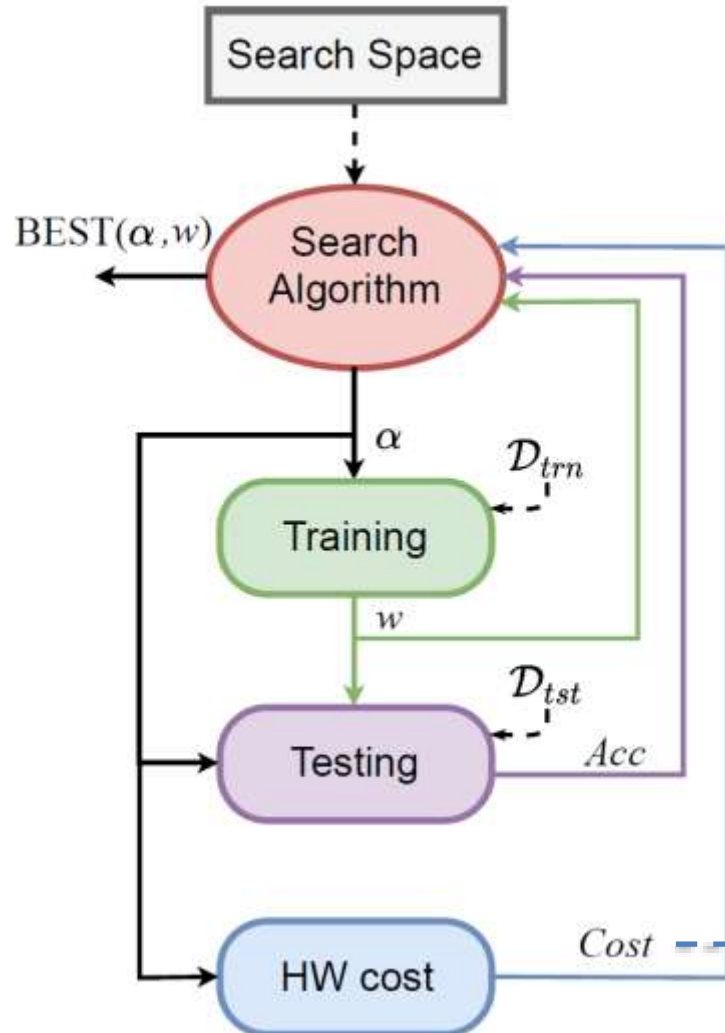 Search Space
BEST(α,w)
Search
Algorithm
α
𝒟trn
Training
w
𝒟tst
Testing
Acc
Cost
HW cost